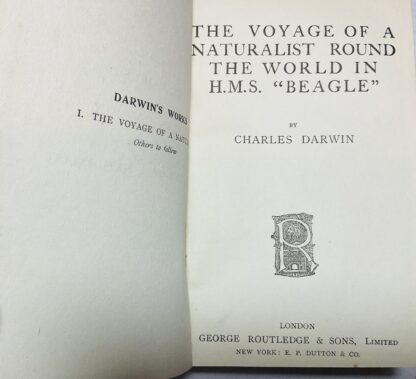 DARWIN'S WORKS
I. THE VOYAGE OF A
Others to follow
THE VOYAGE OF A
NATURALIST ROUND
THE WORLD IN
H.M.S. "BEAGLE"
BY
CHARLES DARWIN
R
LONDON
GEORGE ROUTLEDGE & SONS, LIMITED
NEW YORK: E. P. DUTTON & CO.